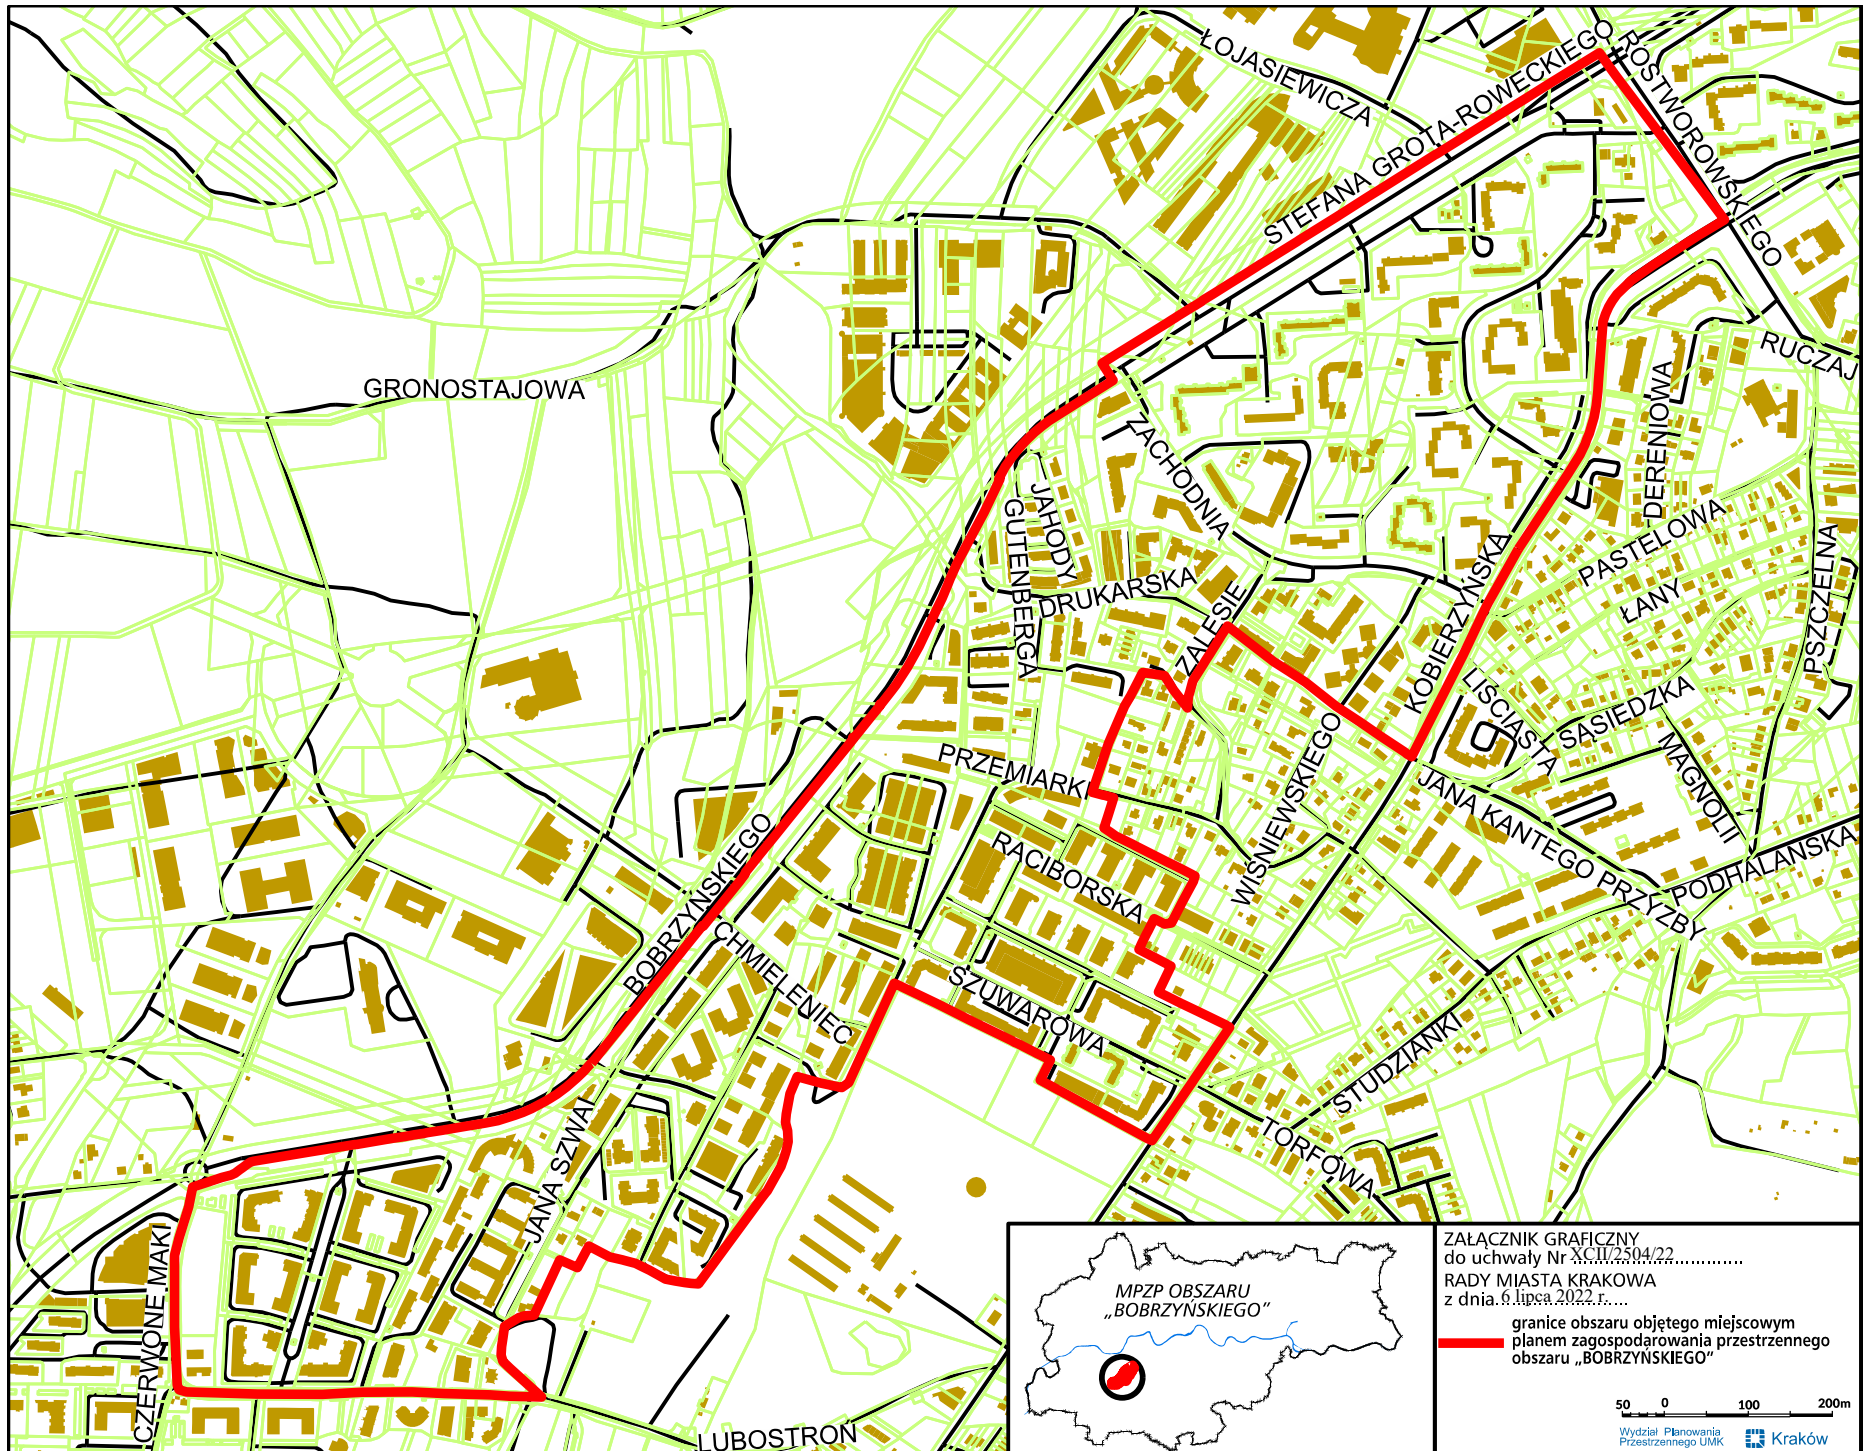 ŁOJASIEWICZA
STEFANA GROTA-ROWECKIEGO
ROSTWOROWSKIEGO
RUCZAJ
GRONOSTAJOWA
DERENIOWA
ZACHODNIA
JAHODY
GUTENBERGA
DRUKARSKA
ZALESIE
KOBIERZYŃSKA
PASTELOWA
ŁANY
PSZCZELNA
LIŚCIASTA
SĄSIEDZKA
MAGNOLII
PRZEMIARKI
WIŚNIEWSKIEGO
JANA KANTEGO PRZYZBY
PODHALAŃSKA
RACIBORSKA
BOBRZYŃSKIEGO
CHMIELENIEC
SZUWAROWA
STUDZIANKI
TORFOWA
JANA SZWAI
CZERWONE MAKI
LUBOSTROŃ
MPZP OBSZARU
„BOBRZYŃSKIEGO”
ZAŁĄCZNIK GRAFICZNY
do uchwały Nr XCII/2504/22
RADY MIASTA KRAKOWA
z dnia 6 lipca 2022 r.
granice obszaru objętego miejscowym
planem zagospodarowania przestrzennego
obszaru „BOBRZYŃSKIEGO”
50 0 100 200m
Wydział Planowania
Przestrzennego UMK
Kraków